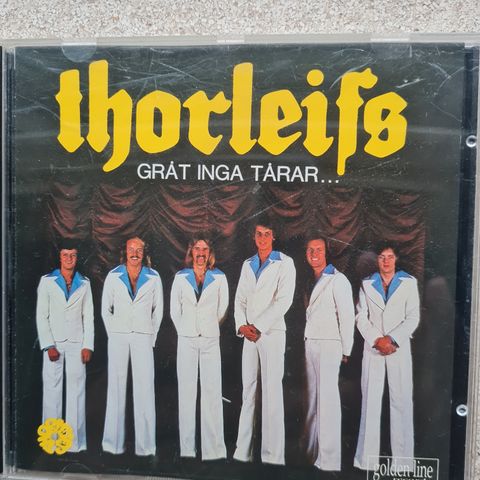 thorleifs
GRÅT INGA TÅRAR...
golden-line